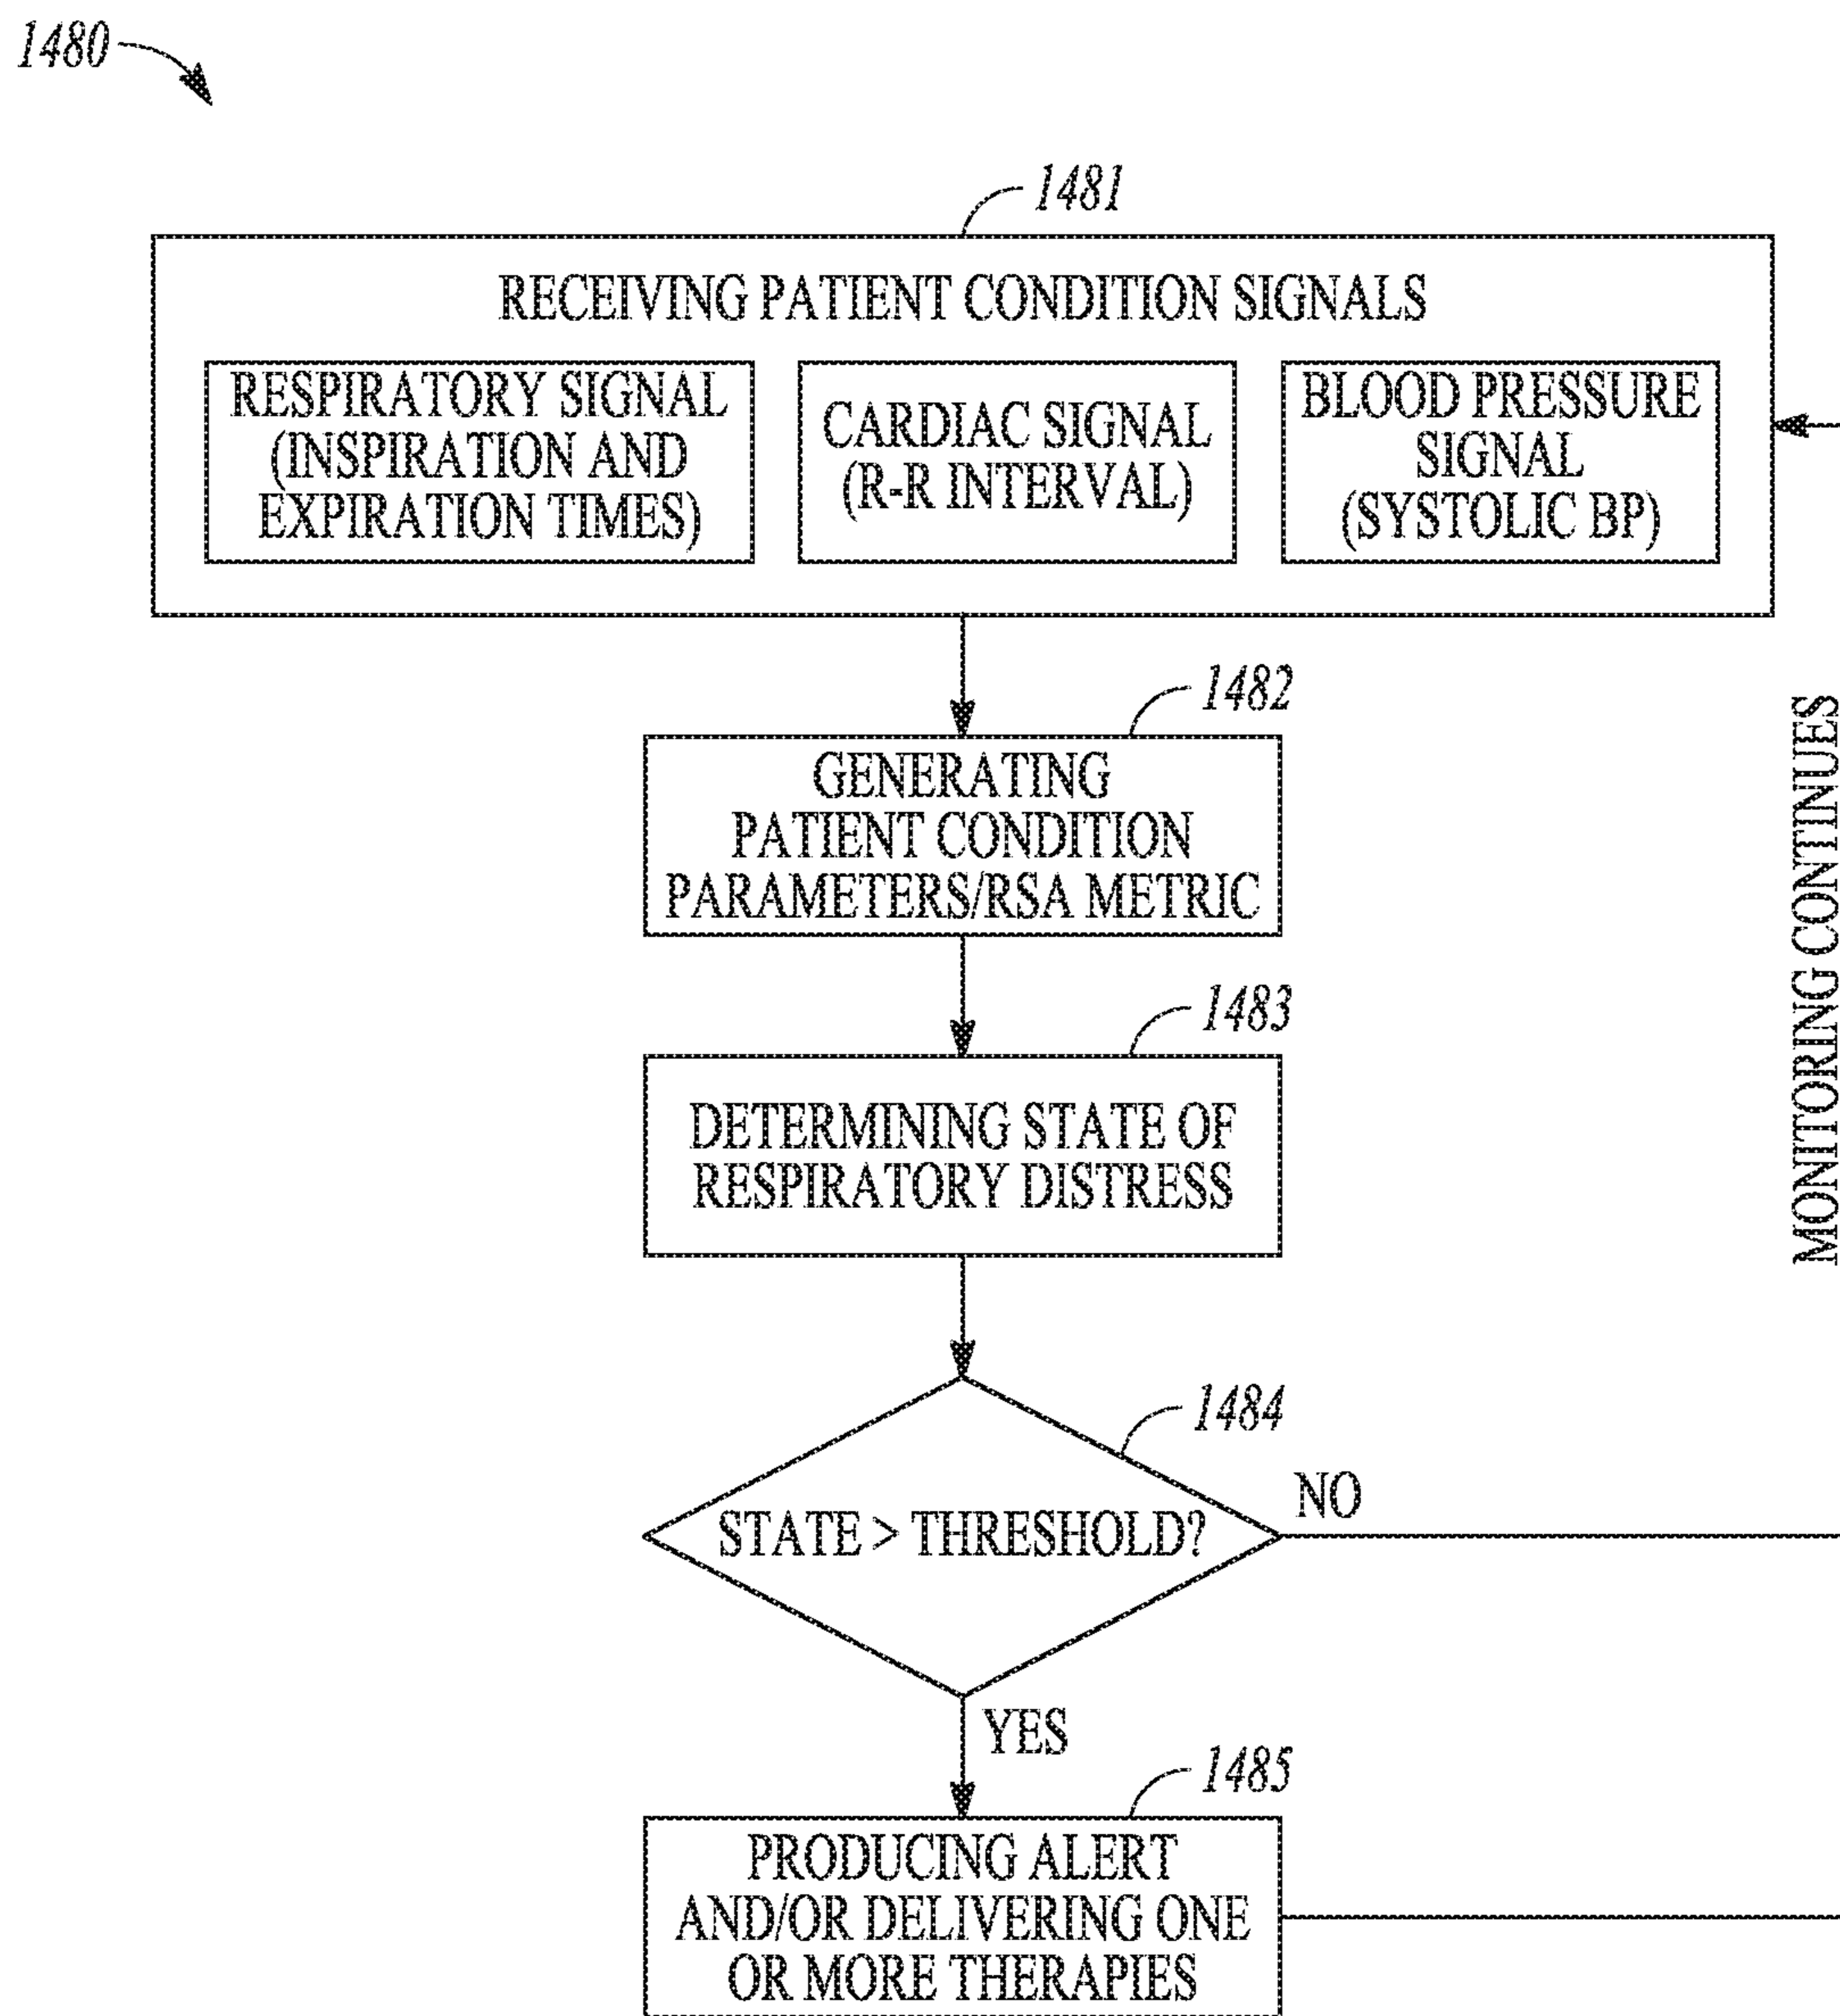 1480
1481
RECEIVING PATIENT CONDITION SIGNALS
RESPIRATORY SIGNAL
(INSPIRATION AND
EXPIRATION TIMES)
CARDIAC SIGNAL
(R-R INTERVAL)
BLOOD PRESSURE
SIGNAL
(SYSTOLIC BP)
1482
GENERATING
PATIENT CONDITION
PARAMETERS/RSA METRIC
MONITORING CONTINUES
1483
DETERMINING STATE OF
RESPIRATORY DISTRESS
1484
STATE > THRESHOLD?
NO
YES
1485
PRODUCING ALERT
AND/OR DELIVERING ONE
OR MORE THERAPIES